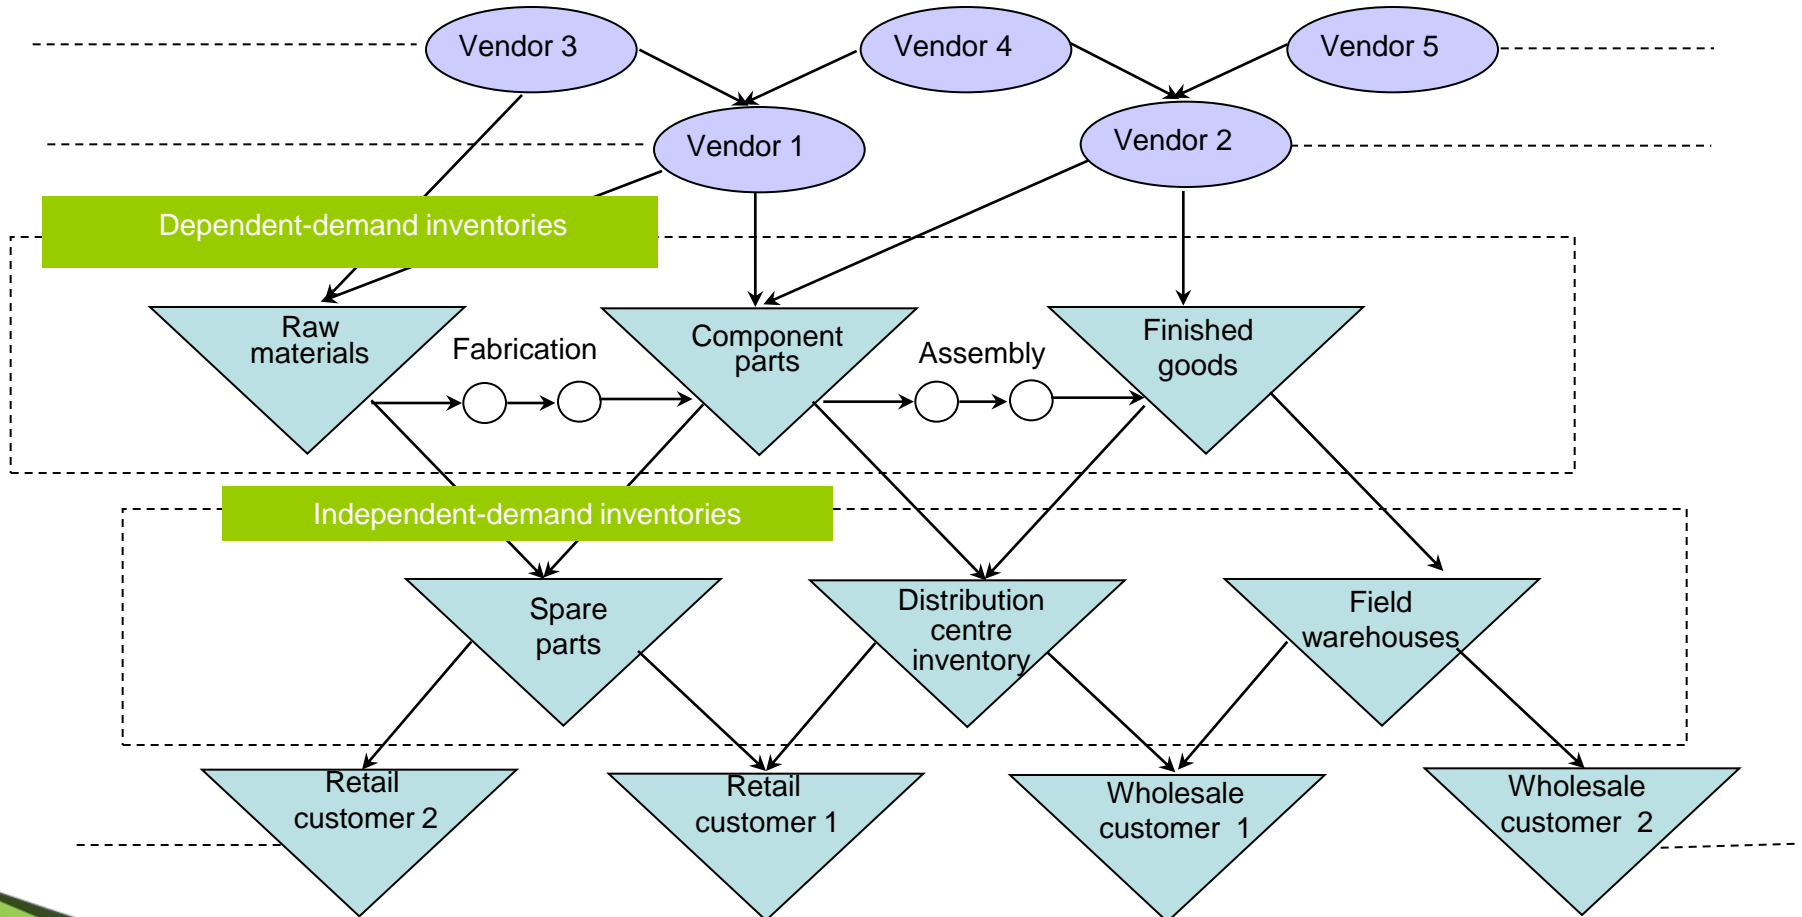 Vendor 3
Vendor 4
Vendor 5
Vendor 1
Vendor 2
Dependent-demand inventories
Raw
materials
Fabrication
Component
parts
Assembly
Finished
goods
Independent-demand inventories
Spare
parts
Distribution
centre
inventory
Field
warehouses
Retail
customer 2
Retail
customer 1
Wholesale
customer 1
Wholesale
customer 2